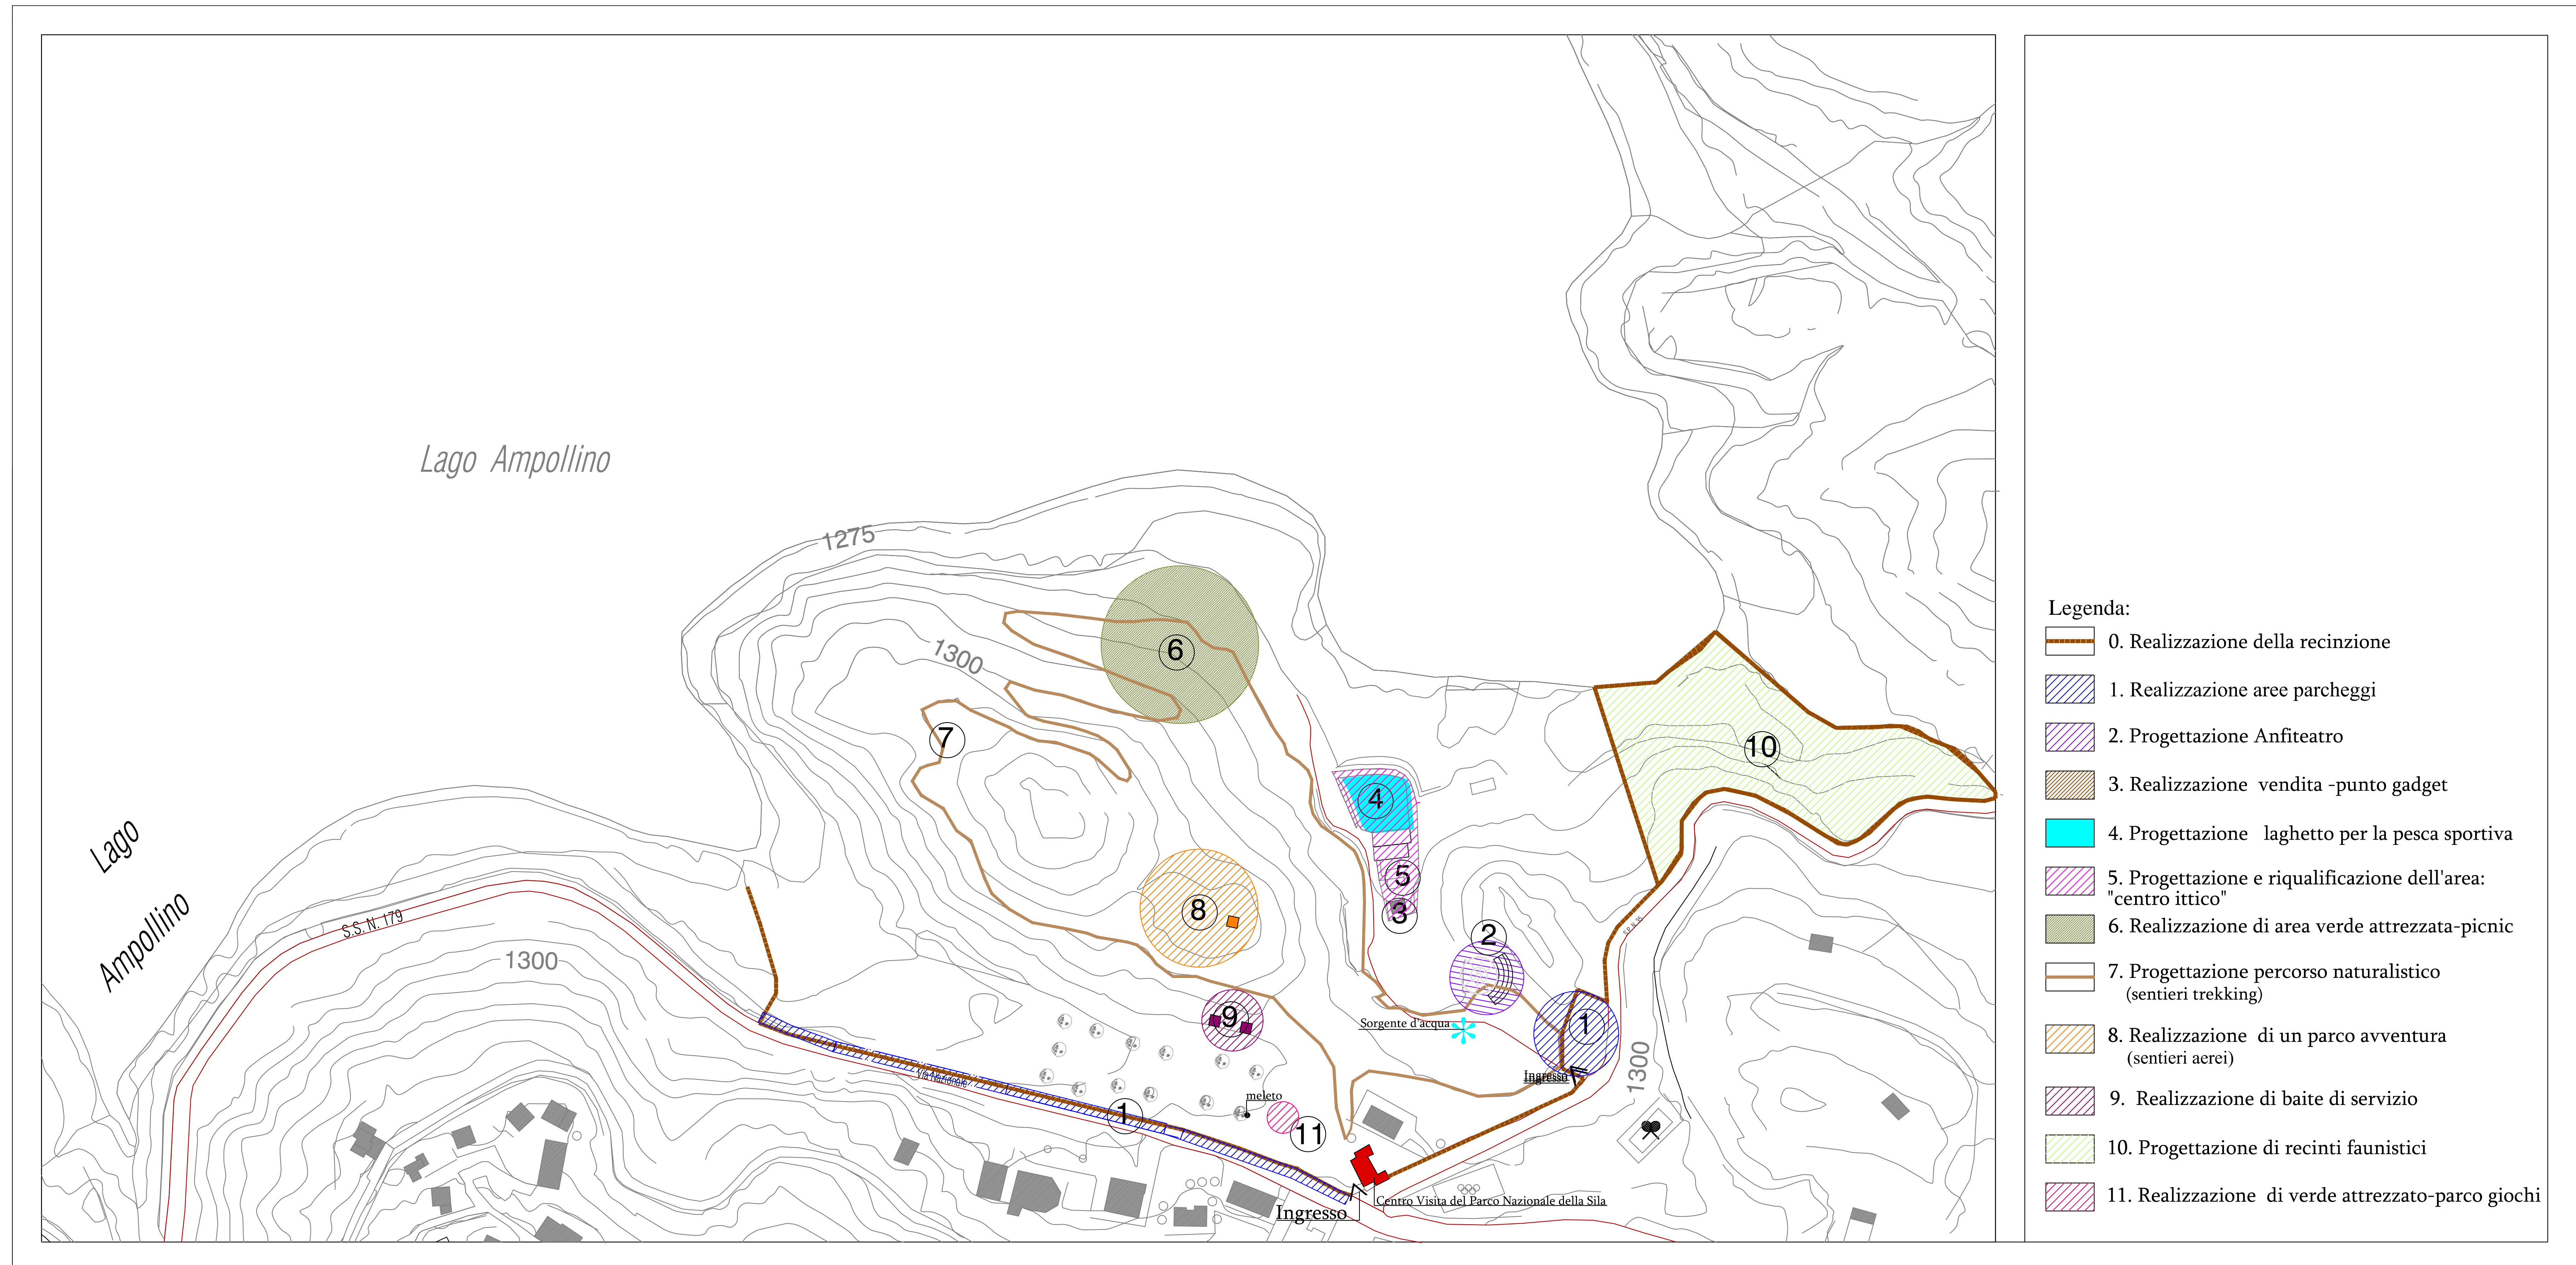 Lago Ampollino
1275
1300
6
7
10
4
Lago
Ampollino
5
8
3
S.S. N. 179
2
1300
9
Sorgente d'acqua
1
1300
Ingresso
Via Nazionale
meleto
1
11
Centro Visita del Parco Nazionale della Sila
Ingresso
Legenda:
0. Realizzazione della recinzione
1. Realizzazione aree parcheggi
2. Progettazione Anfiteatro
3. Realizzazione vendita -punto gadget
4. Progettazione laghetto per la pesca sportiva
5. Progettazione e riqualificazione dell'area:
"centro ittico"
6. Realizzazione di area verde attrezzata-picnic
7. Progettazione percorso naturalistico
(sentieri trekking)
8. Realizzazione di un parco avventura
(sentieri aerei)
9. Realizzazione di baite di servizio
10. Progettazione di recinti faunistici
11. Realizzazione di verde attrezzato-parco giochi